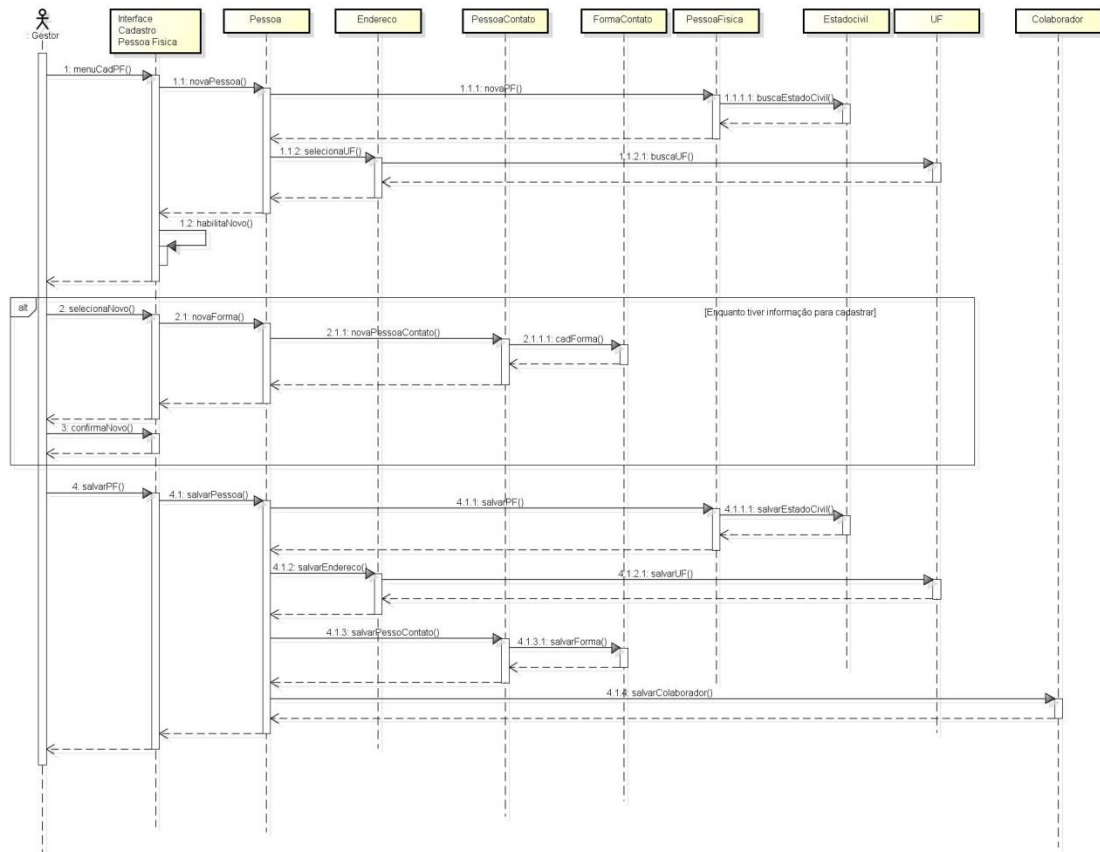 : Gestor
Interface
Cadastro
Pessoa Fisica
Pessoa
Endereco
PessoaContato
FormaContato
PessoaFisica
Estadocivil
UF
Colaborador
1: menuCadPF()
1.1: novaPessoa()
1.1.1: novaPF()
1.1.1.1: buscaEstadoCivil()
1.1.2: selecionaUF()
1.1.2.1: buscaUF()
1.2: habilitaNovo()
alt
[Enquanto tiver informação para cadastrar]
2: selecionaNovo()
2.1: novaForma()
2.1.1: novaPessoaContato()
2.1.1.1: cadForma()
3: confirmaNovo()
4: salvarPF()
4.1: salvarPessoa()
4.1.1: salvarPF()
4.1.1.1: salvarEstadoCivil()
4.1.2: salvarEndereco()
4.1.2.1: salvarUF()
4.1.3: salvarPessoContato()
4.1.3.1: salvarForma()
4.1.4: salvarColaborador()